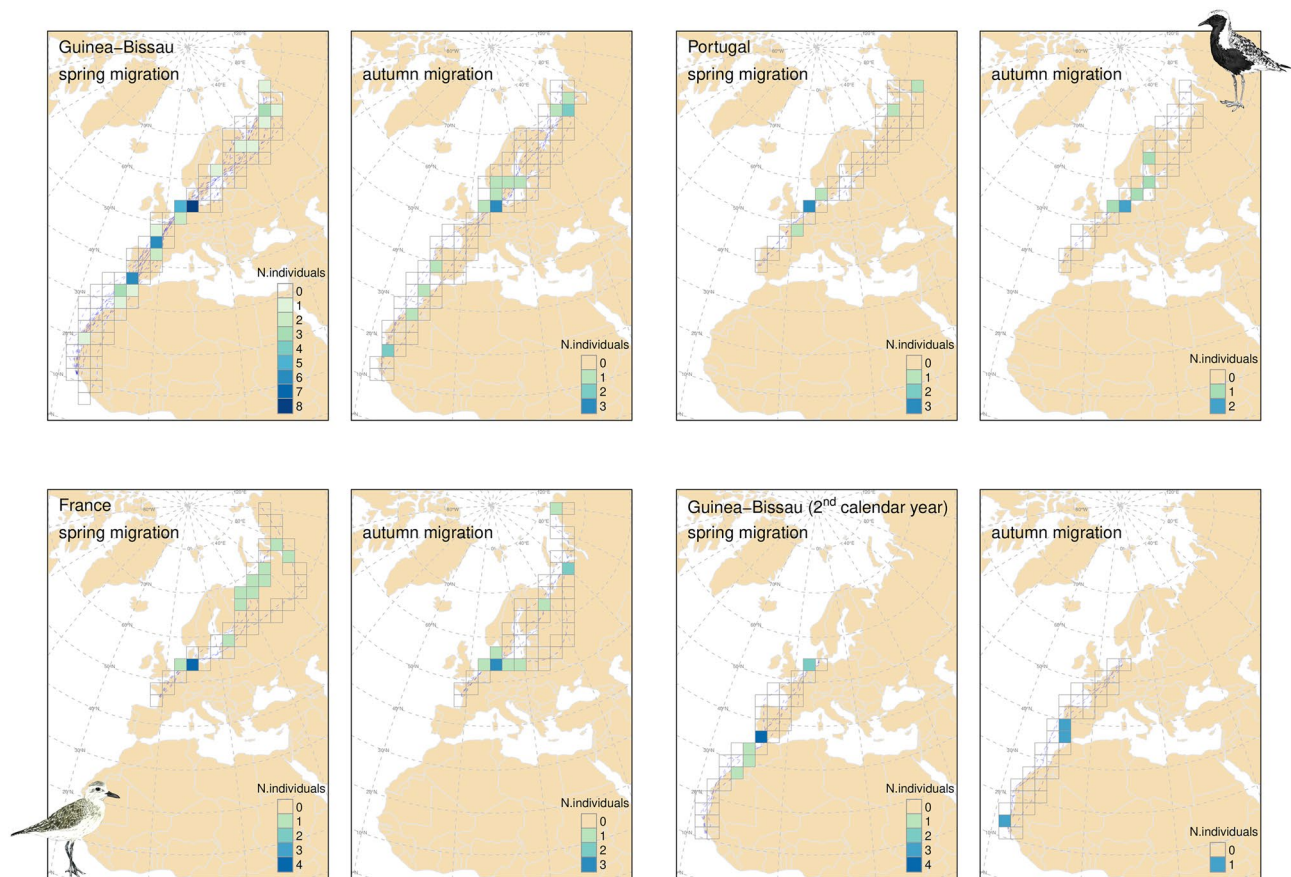 Guinea−Bissau
spring migration
N.individuals
0
1
2
3
4
5
6
7
8
autumn migration
N.individuals
0
1
2
3
Portugal
spring migration
N.individuals
0
1
2
3
autumn migration
N.individuals
0
1
2
France
spring migration
N.individuals
0
1
2
3
4
autumn migration
N.individuals
0
1
2
3
Guinea−Bissau (2nd calendar year)
spring migration
N.individuals
0
1
2
3
4
autumn migration
N.individuals
0
1